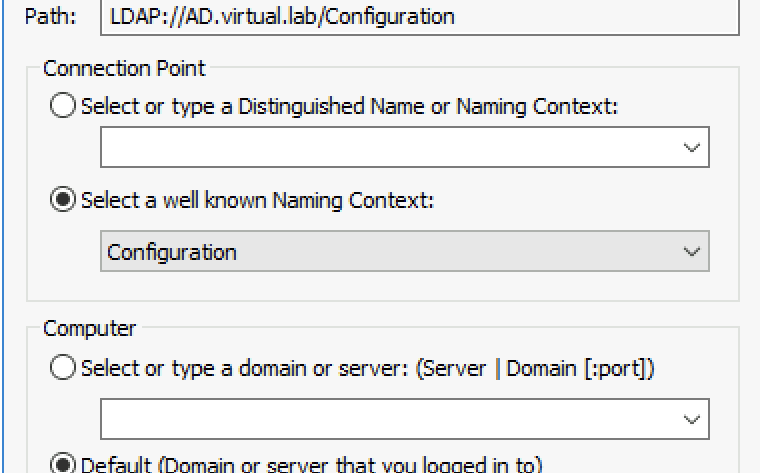 Path: LDAP://AD.virtual.lab/Configuration
Connection Point
Select or type a Distinguished Name or Naming Context:
Select a well known Naming Context:
Configuration
Computer
Select or type a domain or server: (Server | Domain [:port])
Default (Domain or server that you logged in to)